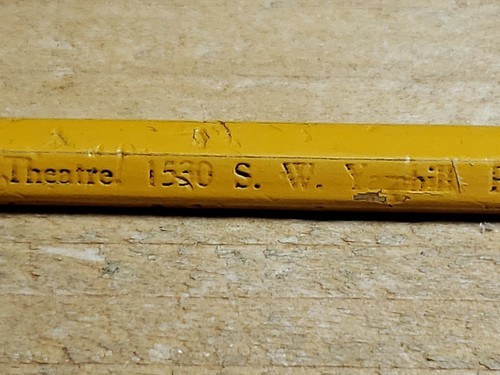 Theatre 1530 S. W. Yamhill